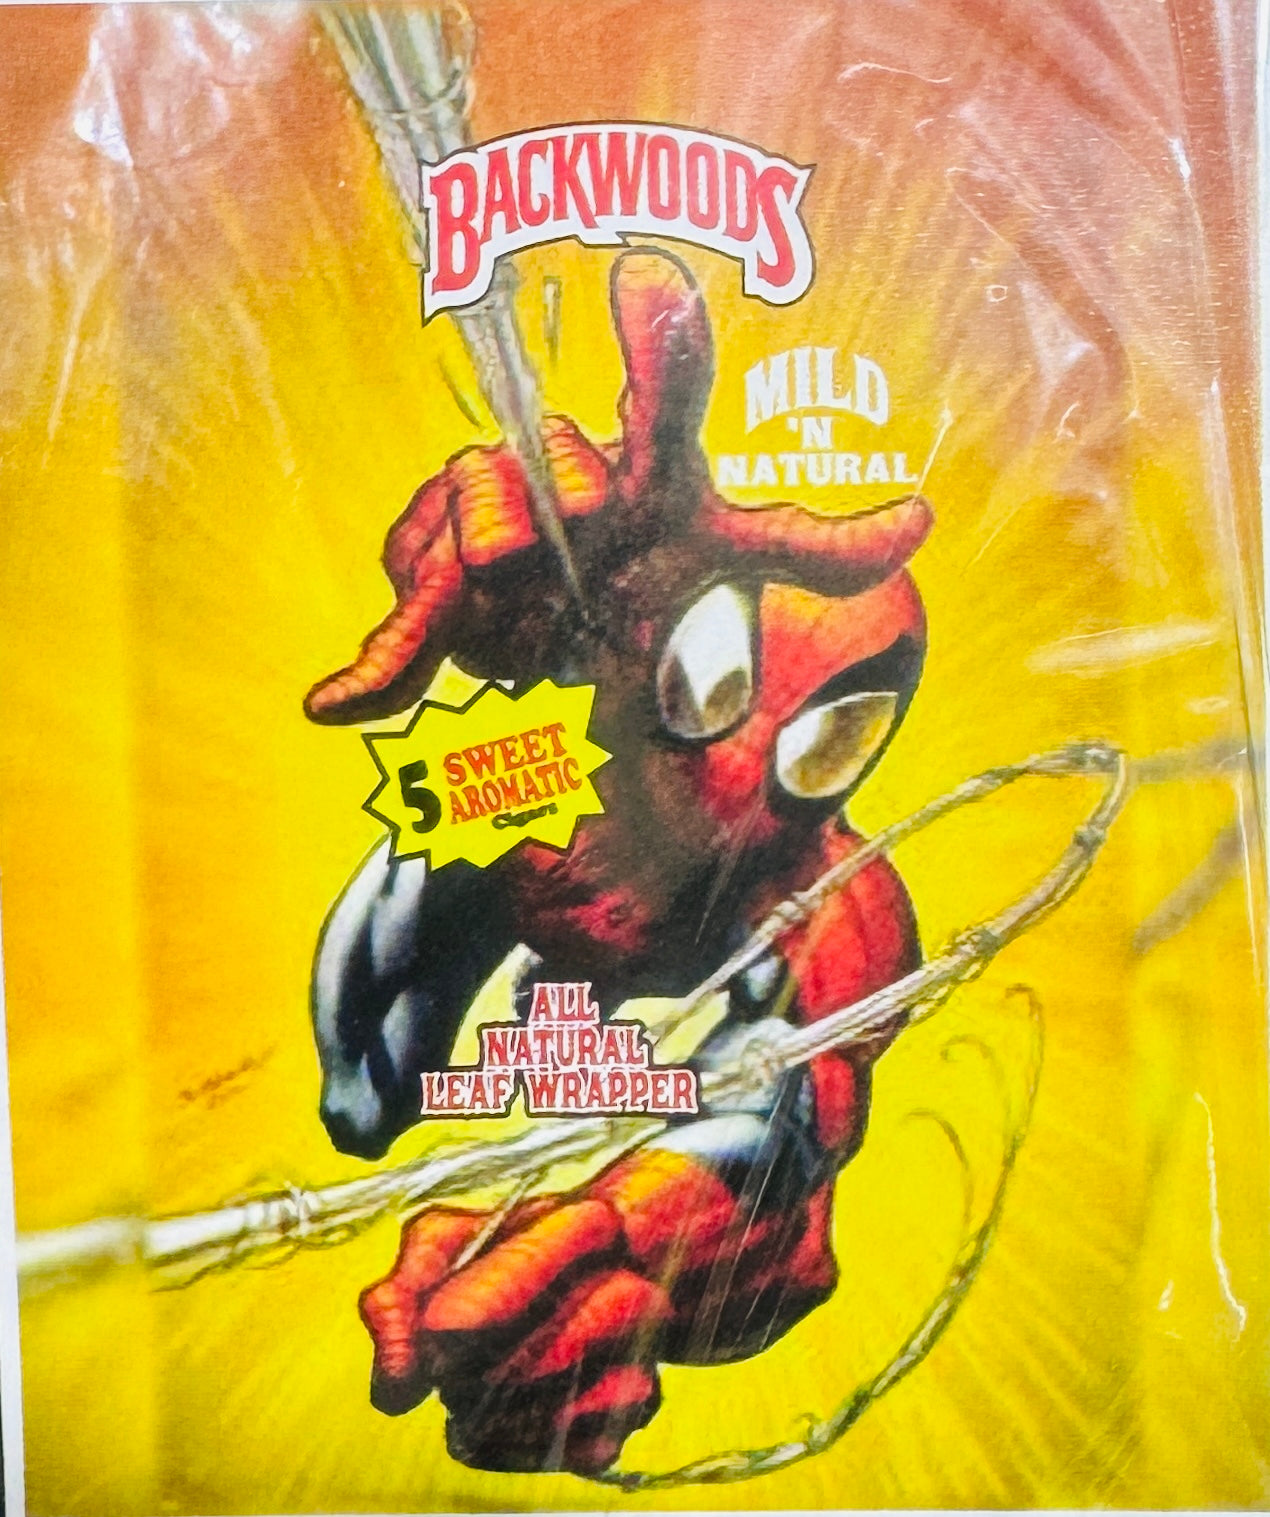 BACKWOODS
MILD
'N
NATURAL
5 SWEET
AROMATIC
Cigars
ALL
NATURAL
LEAF WRAPPER